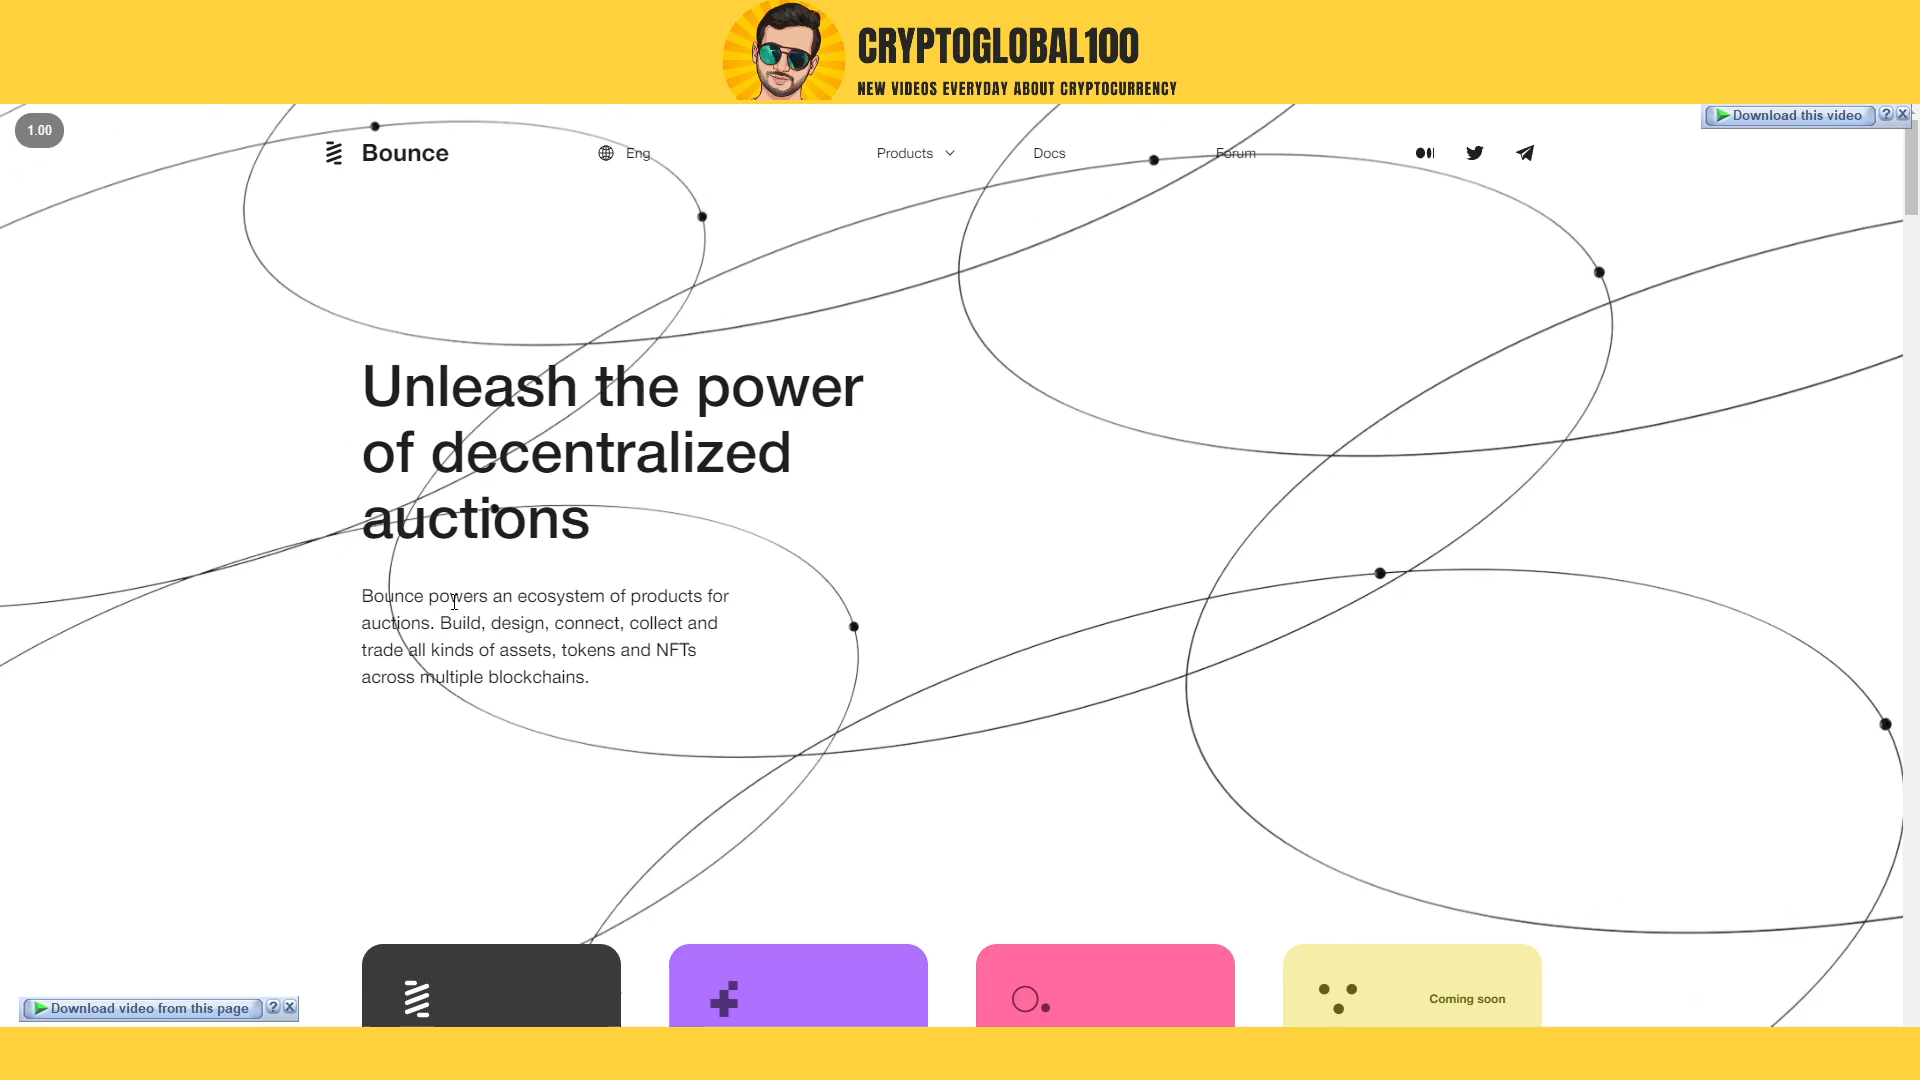 CRYPTOGLOBAL100
NEW VIDEOS EVERYDAY ABOUT CRYPTOCURRENCY
Download this video
1.00
Bounce
Eng
Products
Docs
Forum
Unleash the power
of decentralized
auctions
Bounce powers an ecosystem of products for
auctions. Build, design, connect, collect and
trade all kinds of assets, tokens and NFTs
across multiple blockchains.
Coming soon
Download video from this page